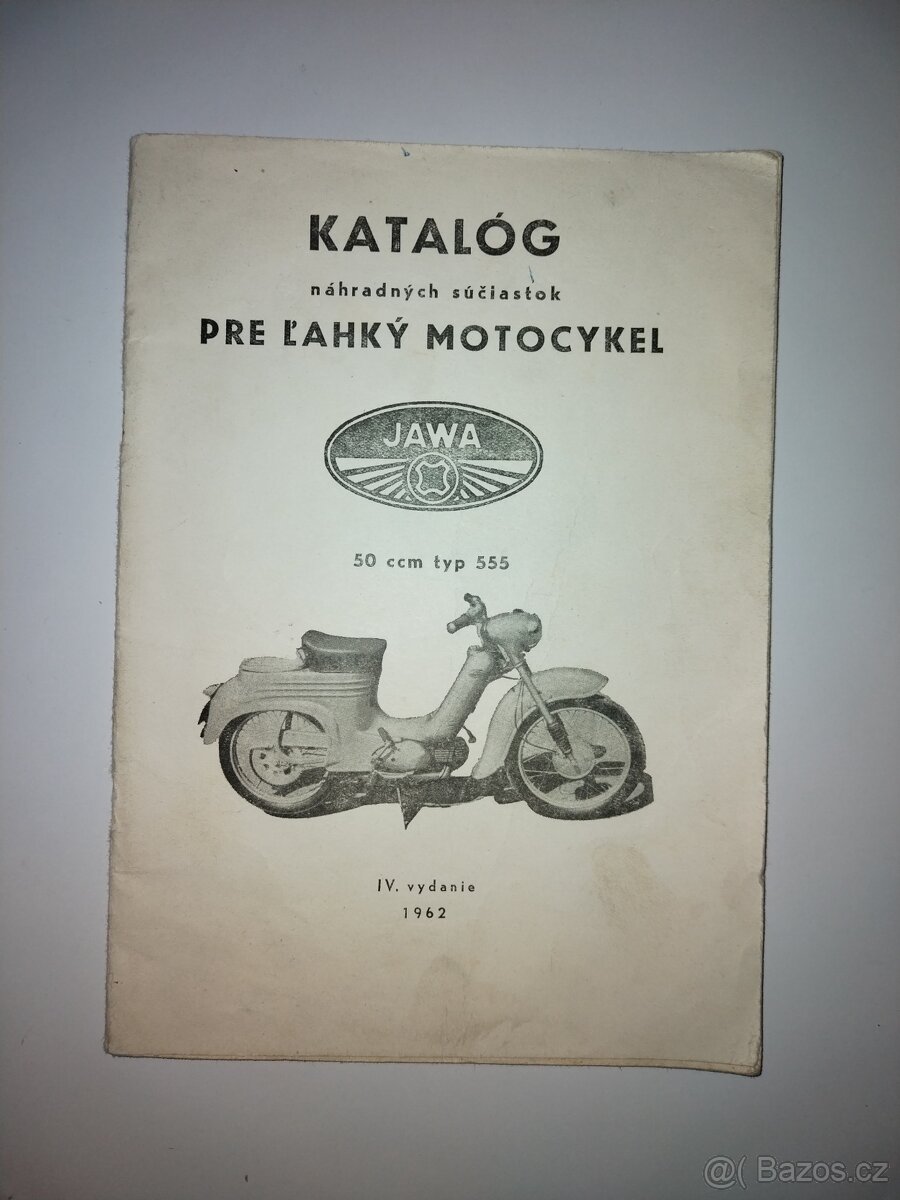 KATALÓG
náhradných súčiastok
PRE ĽAHKÝ MOTOCYKEL
JAWA
50 ccm typ 555
IV. vydanie
1962
@( Bazos.cz